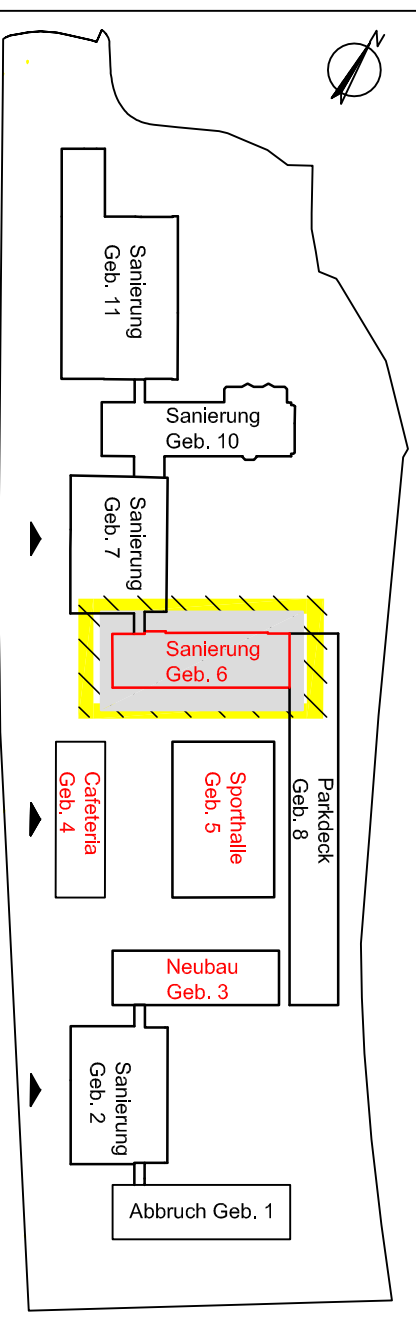 N
Sanierung
Geb. 11
Sanierung
Geb. 10
Sanierung
Geb. 7
Sanierung
Geb. 6
Parkdeck
Geb. 8
Sporthalle
Geb. 5
Cafeteria
Geb. 4
Neubau
Geb. 3
Sanierung
Geb. 2
Abbruch Geb. 1